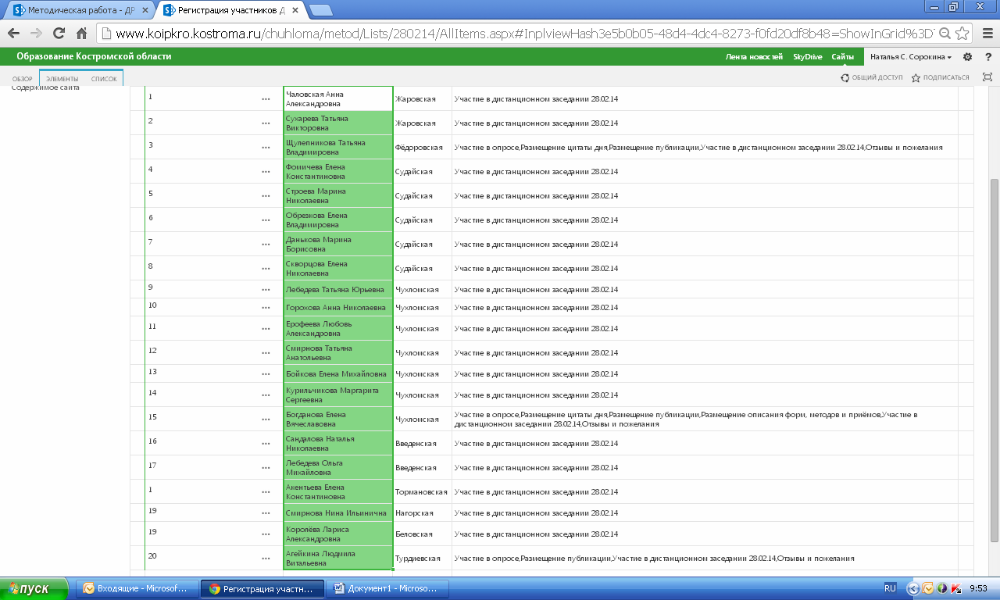 Методическая работа - ДР
Регистрация участников Д
www.koipkro.kostroma.ru/chuhloma/metod/Lists/280214/AllItems.aspx#InplviewHash3e5b0b05-48d4-4dc4-8273-f0fd20df8b48=ShowInGrid%3D
Образование Костромской области
Лента новостей SkyDrive Сайты Наталья С. Сорокина ?
ОБЗОР ЭЛЕМЕНТЫ СПИСОК ОБЩИЙ ДОСТУП ПОДПИСАТЬСЯ
Содержимое сайта
1 ... Чаловская Анна Александровна Жаровская Участие в дистанционном заседании 28.02.14
2 ... Сухарева Татьяна Викторовна Жаровская Участие в дистанционном заседании 28.02.14
3 ... Щулепникова Татьяна Владимировна Фёдоровская Участие в опросе,Размещение цитаты дня,Размещение публикации,Участие в дистанционном заседании 28.02.14,Отзывы и пожелания
4 ... Фомичева Елена Константиновна Судайская Участие в дистанционном заседании 28.02.14
5 ... Строева Марина Николаевна Судайская Участие в дистанционном заседании 28.02.14
6 ... Обрезкова Елена Владимировна Судайская Участие в дистанционном заседании 28.02.14
7 ... Данькова Марина Борисовна Судайская Участие в дистанционном заседании 28.02.14
8 ... Скворцова Елена Николаевна Судайская Участие в дистанционном заседании 28.02.14
9 ... Лебедева Татьяна Юрьевна Чухломская Участие в дистанционном заседании 28.02.14
10 ... Горохова Анна Николаевна Чухломская Участие в дистанционном заседании 28.02.14
11 ... Ерофеева Любовь Александровна Чухломская Участие в дистанционном заседании 28.02.14
12 ... Смирнова Татьяна Анатольевна Чухломская Участие в дистанционном заседании 28.02.14
13 ... Бойкова Елена Михайловна Чухломская Участие в дистанционном заседании 28.02.14
14 ... Курильчикова Маргарита Сергеевна Чухломская Участие в дистанционном заседании 28.02.14
15 ... Богданова Елена Вячеславовна Чухломская Участие в опросе,Размещение цитаты дня,Размещение публикации,Размещение описания форм, методов и приёмов,Участие в
дистанционном заседании 28.02.14,Отзывы и пожелания
16 ... Сандалова Наталья Николаевна Введенская Участие в дистанционном заседании 28.02.14
17 ... Лебедева Ольга Михайловна Введенская Участие в дистанционном заседании 28.02.14
1 ... Акентьева Елена Константиновна Тормановская Участие в дистанционном заседании 28.02.14
19 ... Смирнова Нина Ильинична Нагорская Участие в дистанционном заседании 28.02.14
19 ... Королёва Лариса Александровна Беловская Участие в дистанционном заседании 28.02.14
20 ... Агейкина Людмила Витальевна Турдиевская Участие в опросе,Размещение публикации,Участие в дистанционном заседании 28.02.14,Отзывы и пожелания
пуск Входящие - Microsof... Регистрация участн... Документ1 - Microso... RU 9:53